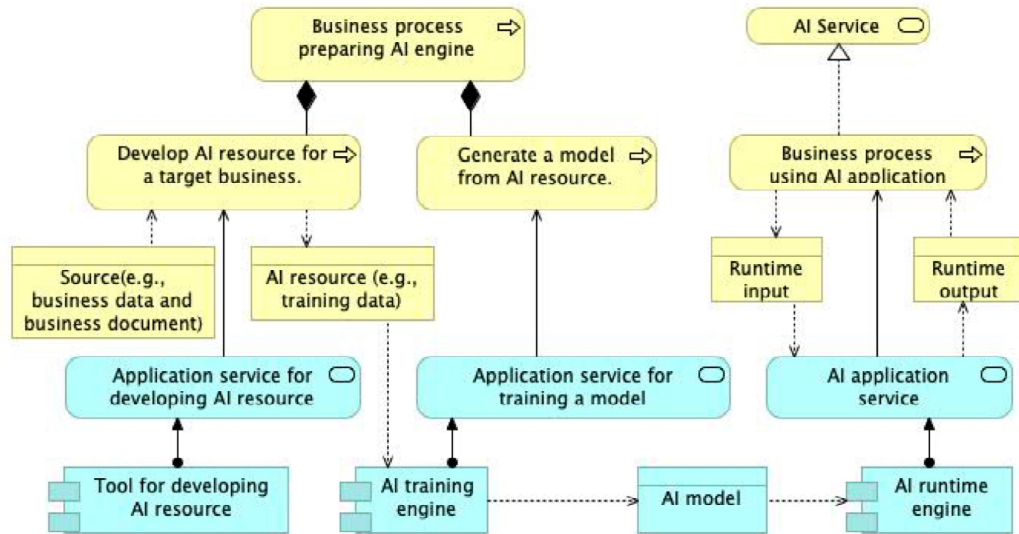 Business process
preparing AI engine
AI Service
Develop AI resource for
a target business.
Generate a model
from AI resource.
Business process
using AI application
Source(e.g.,
business data and
business document)
AI resource (e.g.,
training data)
Runtime
input
Runtime
output
Application service for
developing AI resource
Application service for
training a model
AI application
service
Tool for developing
AI resource
AI training
engine
AI model
AI runtime
engine